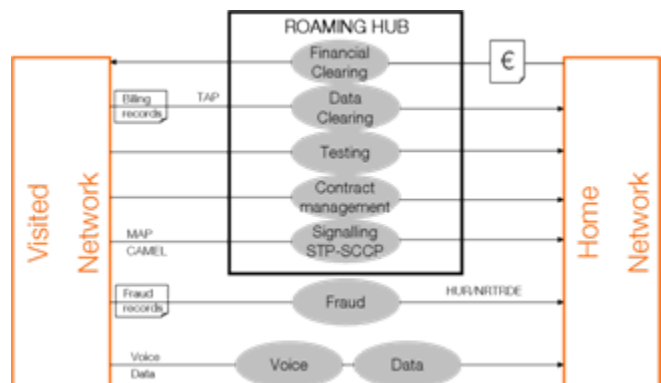 ROAMING HUB
Financial
Clearing
€
Billing
records
TAP
Data
Clearing
Testing
Contract
management
MAP
CAMEL
Signalling
STP-SCCP
Fraud
records
Fraud
HUR/NRTRDE
Voice
Data
Voice
Data
Visited
Network
Home
Network